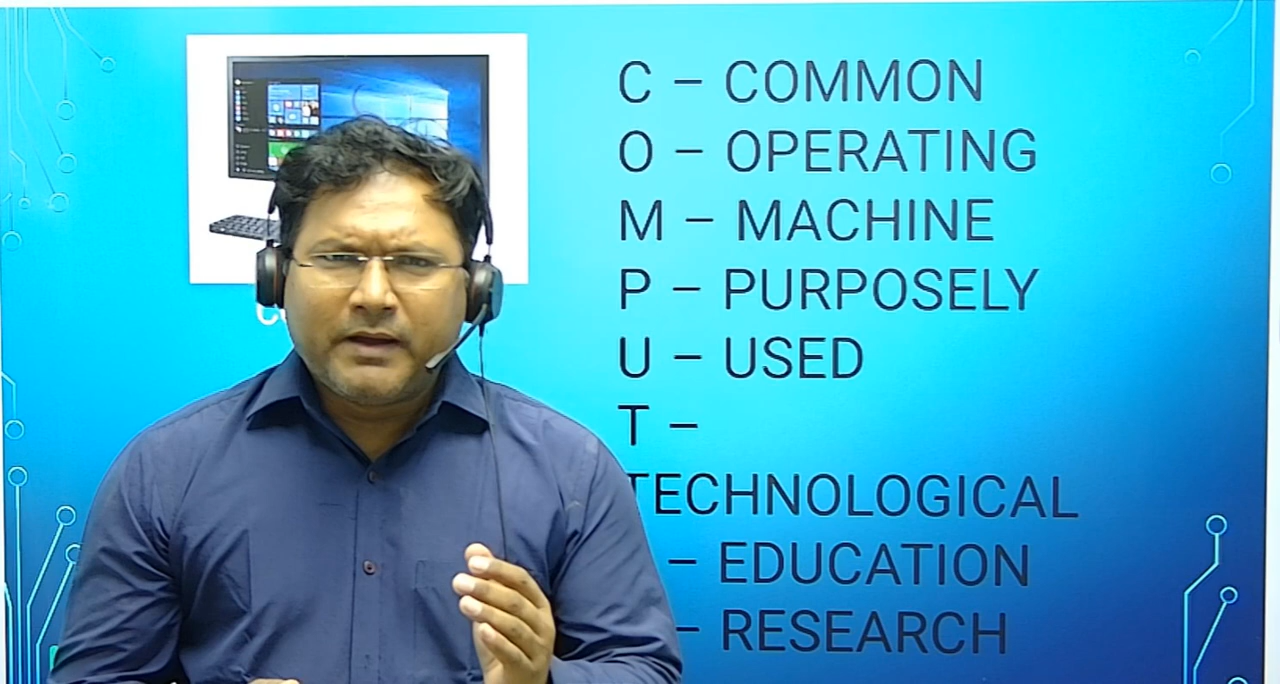 C – COMMON
O – OPERATING
M – MACHINE
P – PURPOSELY
U – USED
T –
TECHNOLOGICAL
– EDUCATION
– RESEARCH